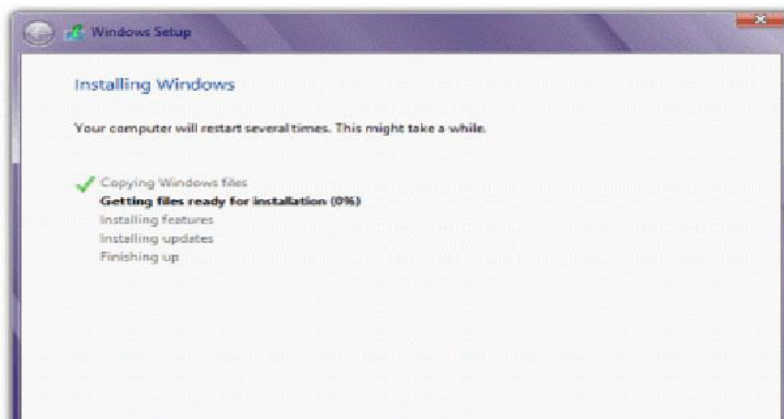 Windows Setup
Installing Windows
Your computer will restart several times. This might take a while.
Copying Windows files
Getting files ready for installation (0%)
Installing features
Installing updates
Finishing up